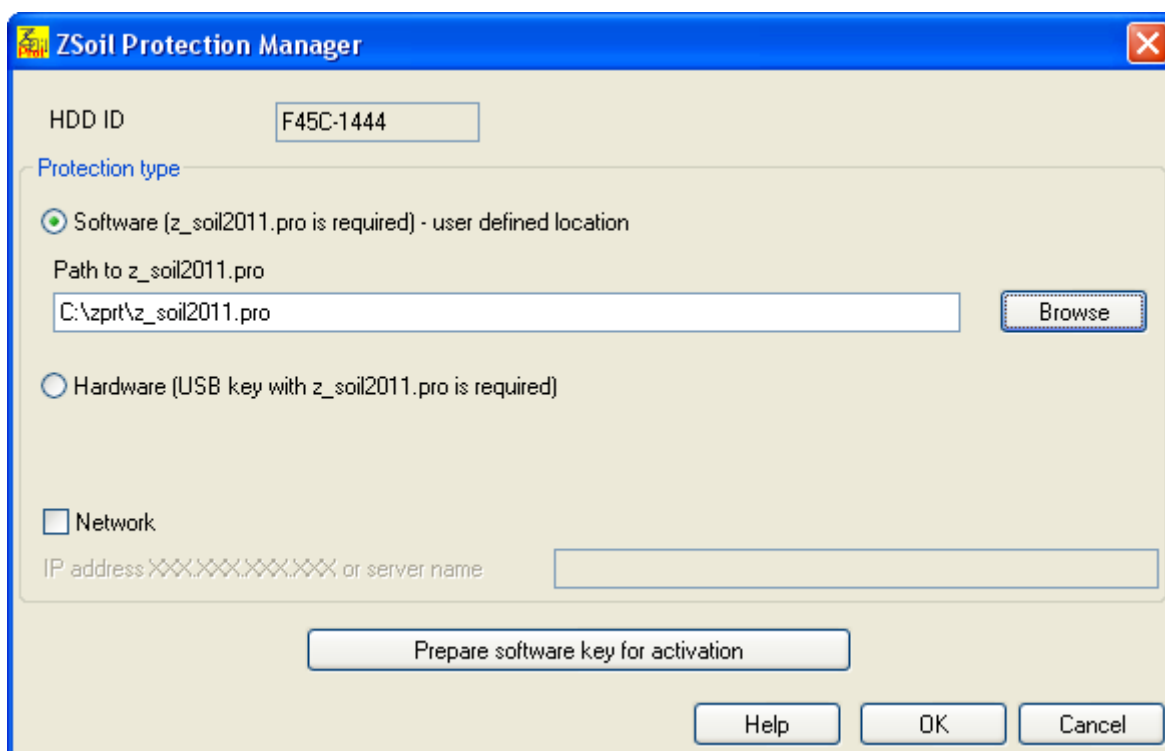 ZSoil Protection Manager
HDD ID F45C-1444
Protection type
Software (z_soil2011.pro is required) - user defined location
Path to z_soil2011.pro
C:\zprt\z_soil2011.pro Browse
Hardware (USB key with z_soil2011.pro is required)
Network
IP address XXX.XXX.XXX.XXX or server name
Prepare software key for activation
Help OK Cancel